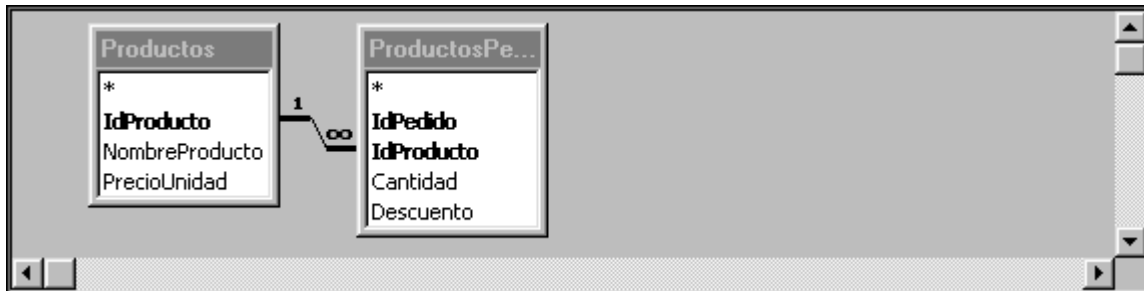 Productos
*
IdProducto
NombreProducto
PrecioUnidad
1
∞
ProductosPe...
*
IdPedido
IdProducto
Cantidad
Descuento